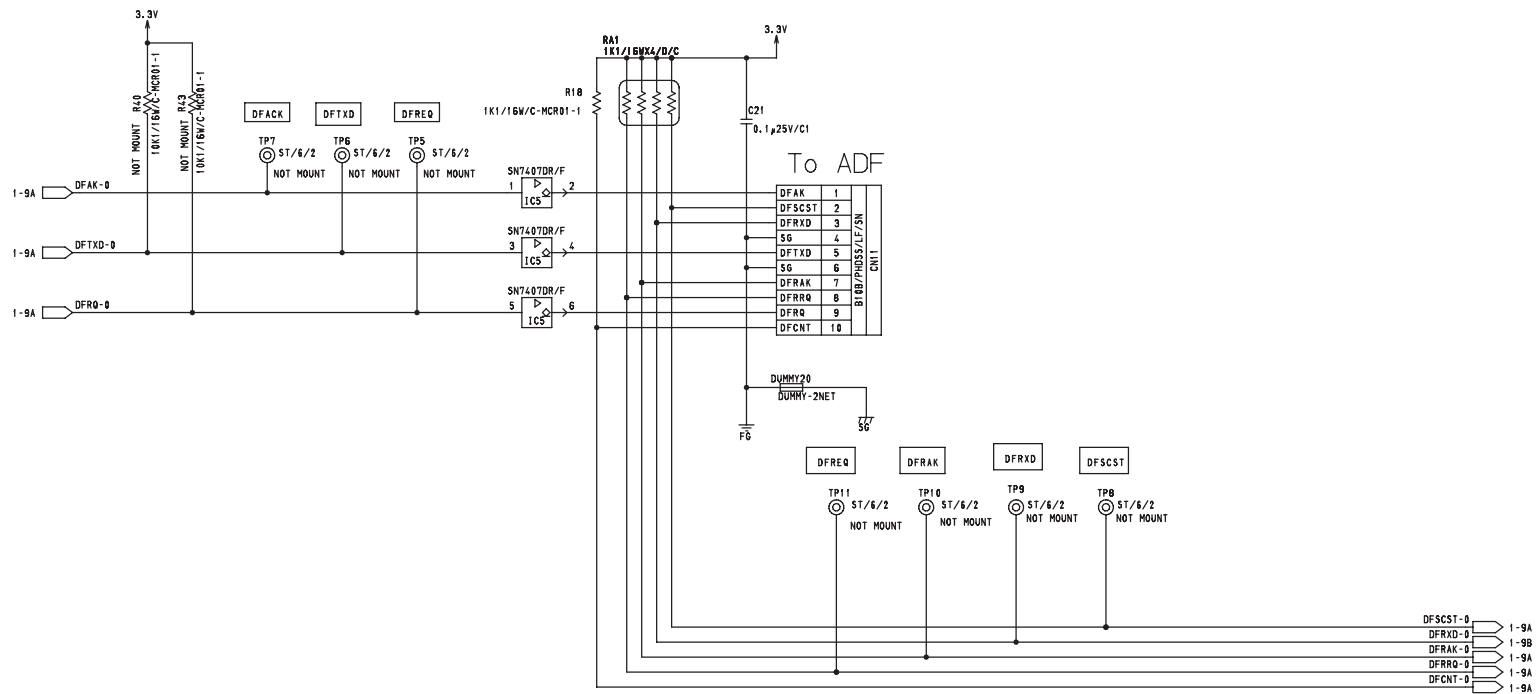 3.3V
R40
10K1/16W/C-MCR01-1
NOT MOUNT
R43
10K1/16W/C-MCR01-1
NOT MOUNT
DFACK
DFTXD
DFREQ
TP7
ST/6/2
NOT MOUNT
TP6
ST/6/2
NOT MOUNT
TP5
ST/6/2
NOT MOUNT
RA1
1K1/16WX4/D/C
R18
1K1/16W/C-MCR01-1
3.3V
C21
0.1μ25V/C1
To ADF
1-9A DFAK-0
SN7407DR/F
1 2
IC5
1-9A DFTXD-0
SN7407DR/F
3 4
IC5
1-9A DFRQ-0
SN7407DR/F
5 6
IC5
DFAK 1
DFSCST 2
DFRXD 3
SG 4
DFTXD 5
SG 6
DFRAK 7
DFRRQ 8
DFRQ 9
DFCNT 10
B10B/PHDSS/LF/SN
CN11
DUMMY20
DUMMY-2NET
FG
SG
DFREQ
DFRAK
DFRXD
DFSCST
TP11
ST/6/2
NOT MOUNT
TP10
ST/6/2
NOT MOUNT
TP9
ST/6/2
NOT MOUNT
TP8
ST/6/2
NOT MOUNT
DFSCST-0 1-9A
DFRXD-0 1-9B
DFRAK-0 1-9A
DFRRQ-0 1-9A
DFCNT-0 1-9A